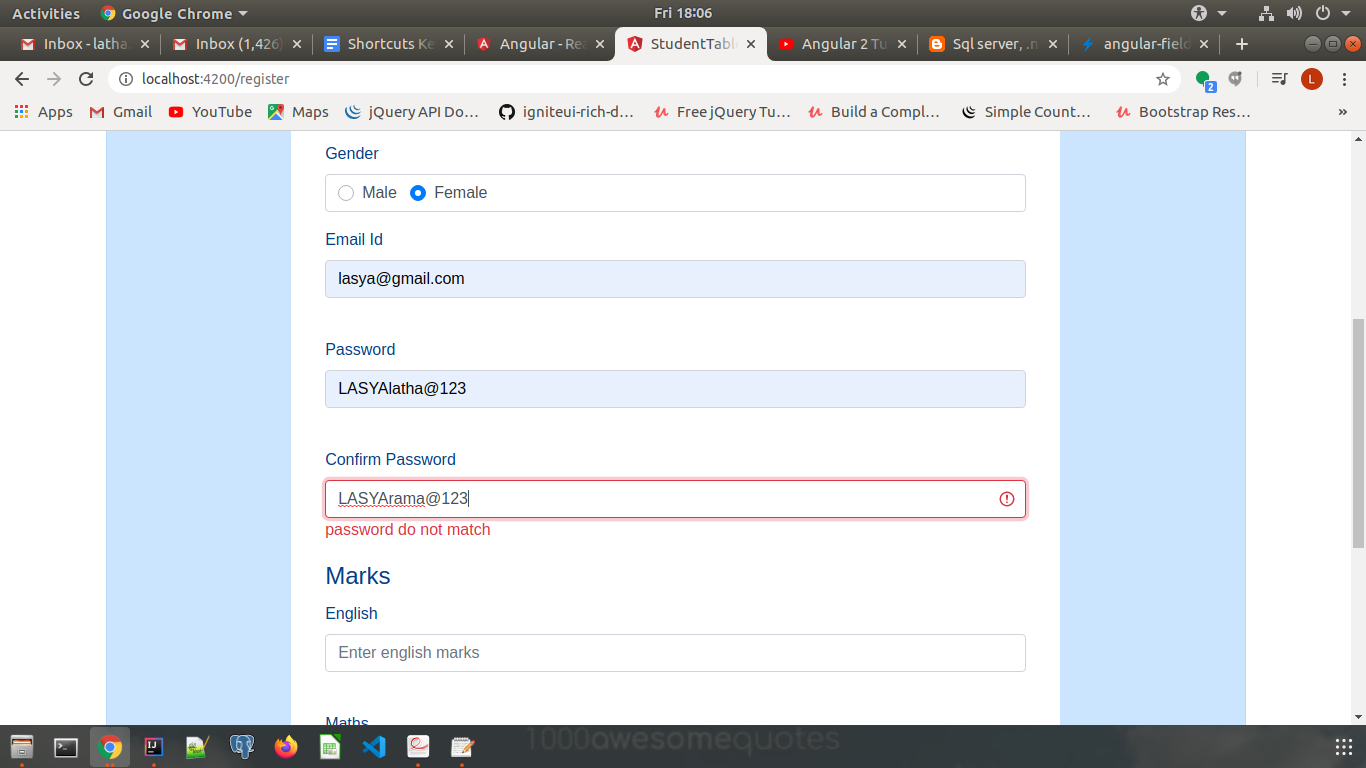 Activities Google Chrome Fri 18:06
Inbox - latha. Inbox (1,426) Shortcuts Ke Angular - Rea StudentTabl Angular 2 Tu Sql server, .n angular-field
localhost:4200/register 2 L
Apps Gmail YouTube Maps jQuery API Do... igniteui-rich-d... Free jQuery Tu... Build a Compl... Simple Count... Bootstrap Res... »
Gender
Male Female
Email Id
lasya@gmail.com
Password
LASYAlatha@123
Confirm Password
LASYArama@123
password do not match
Marks
English
Enter english marks
Maths
1000awesomequotes